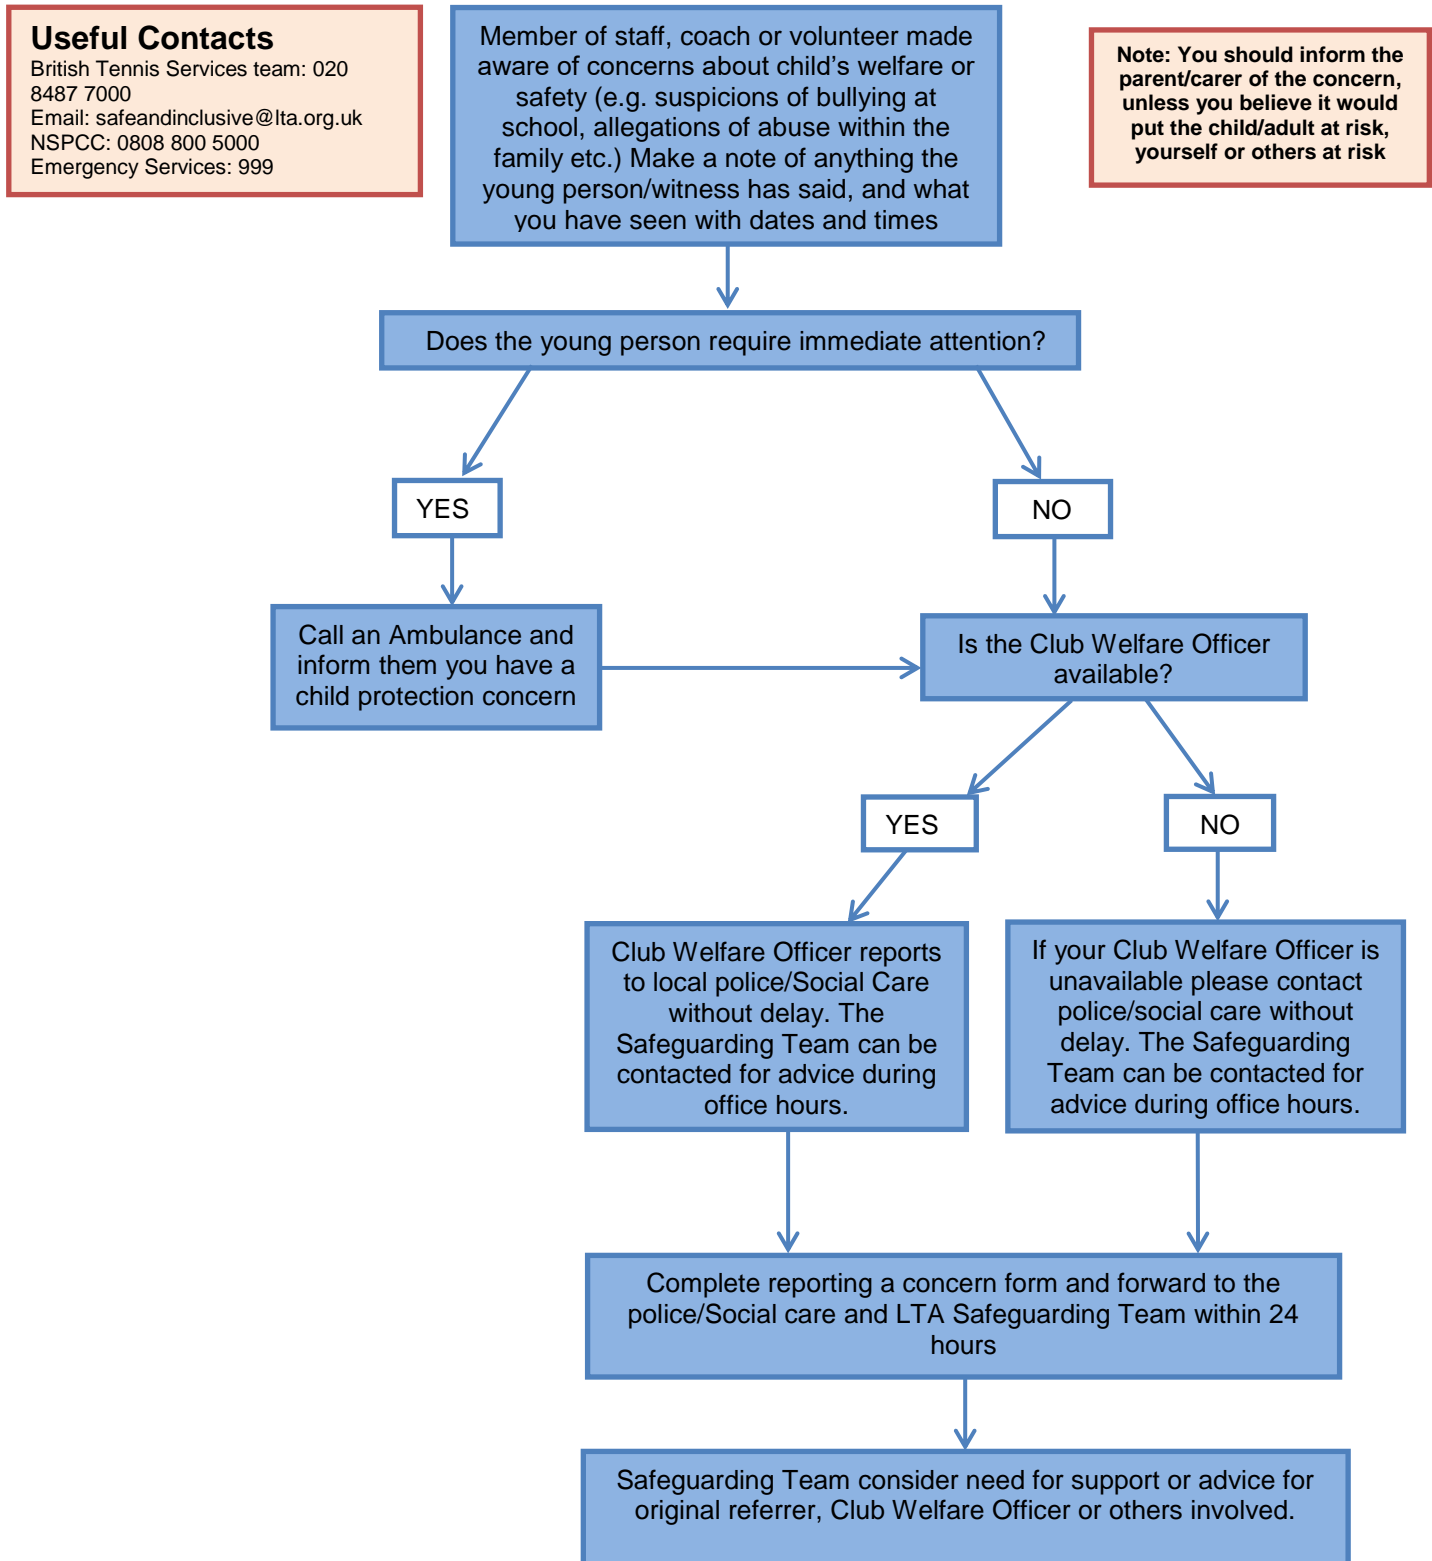 Useful Contacts
British Tennis Services team: 020
8487 7000
Email: safeandinclusive@lta.org.uk
NSPCC: 0808 800 5000
Emergency Services: 999
Member of staff, coach or volunteer made
aware of concerns about child's welfare or
safety (e.g. suspicions of bullying at
school, allegations of abuse within the
family etc.) Make a note of anything the
young person/witness has said, and what
you have seen with dates and times
Note: You should inform the
parent/carer of the concern,
unless you believe it would
put the child/adult at risk,
yourself or others at risk
Does the young person require immediate attention?
YES
NO
Call an Ambulance and
inform them you have a
child protection concern
Is the Club Welfare Officer
available?
YES
NO
Club Welfare Officer reports
to local police/Social Care
without delay. The
Safeguarding Team can be
contacted for advice during
office hours.
If your Club Welfare Officer is
unavailable please contact
police/social care without
delay. The Safeguarding
Team can be contacted for
advice during office hours.
Complete reporting a concern form and forward to the
police/Social care and LTA Safeguarding Team within 24
hours
Safeguarding Team consider need for support or advice for
original referrer, Club Welfare Officer or others involved.